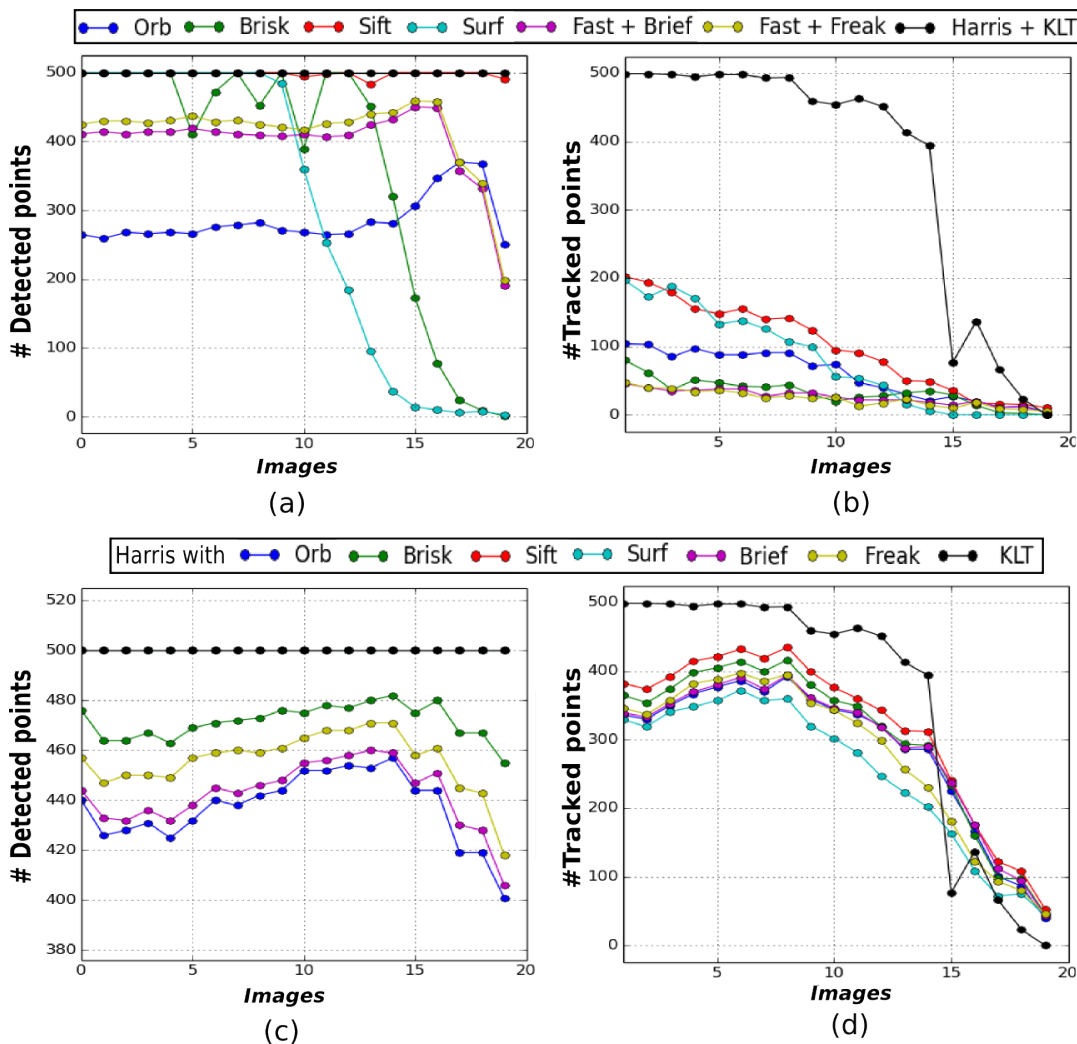 Orb Brisk Sift Surf Fast + Brief Fast + Freak Harris + KLT
# Detected points
500
400
300
200
100
0
0 5 10 15 20
Images
(a)
#Tracked points
500
400
300
200
100
0
5 10 15 20
Images
(b)
Harris with Orb Brisk Sift Surf Brief Freak KLT
# Detected points
520
500
480
460
440
420
400
380
0 5 10 15 20
Images
(c)
#Tracked points
500
400
300
200
100
0
5 10 15 20
Images
(d)